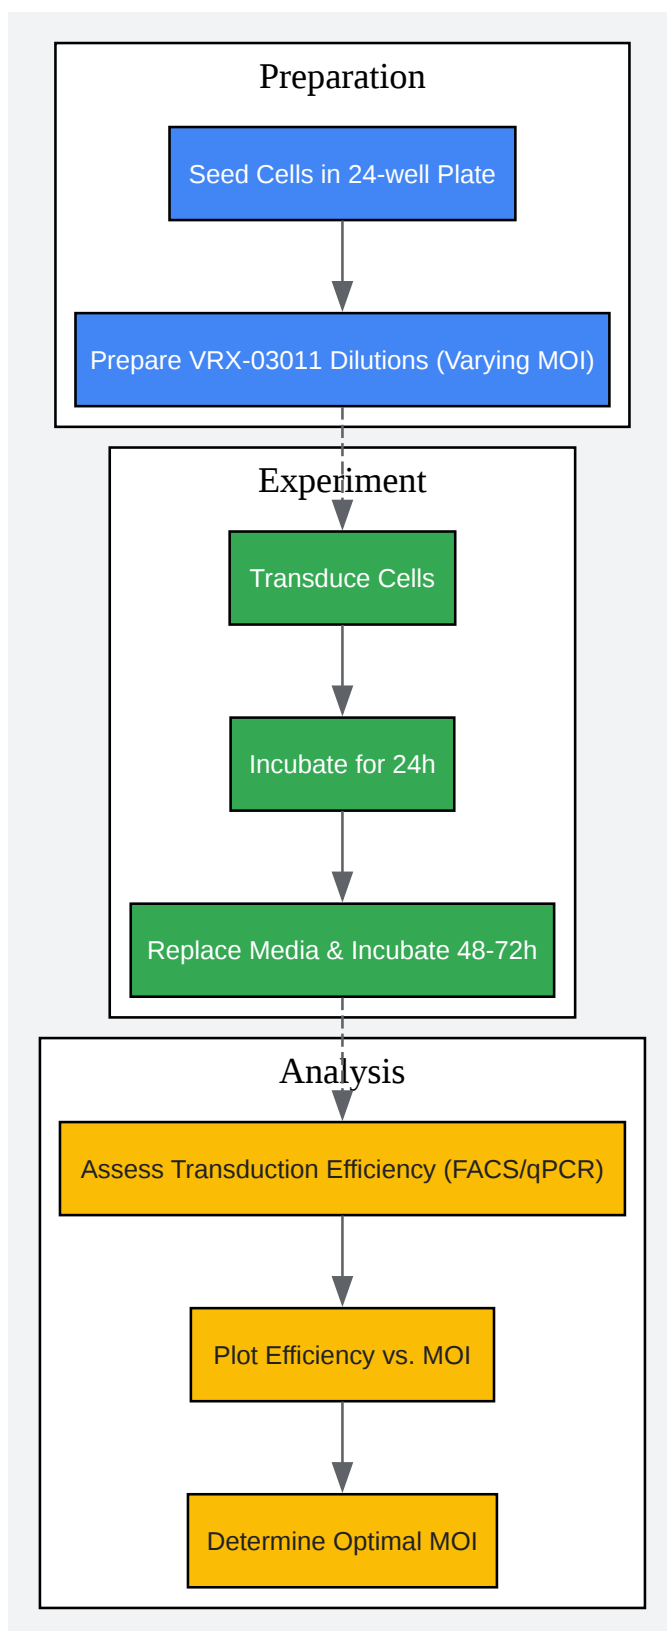 Preparation
Seed Cells in 24-well Plate
Prepare VRX-03011 Dilutions (Varying MOI)
Experiment
Transduce Cells
Incubate for 24h
Replace Media & Incubate 48-72h
Analysis
Assess Transduction Efficiency (FACS/qPCR)
Plot Efficiency vs. MOI
Determine Optimal MOI